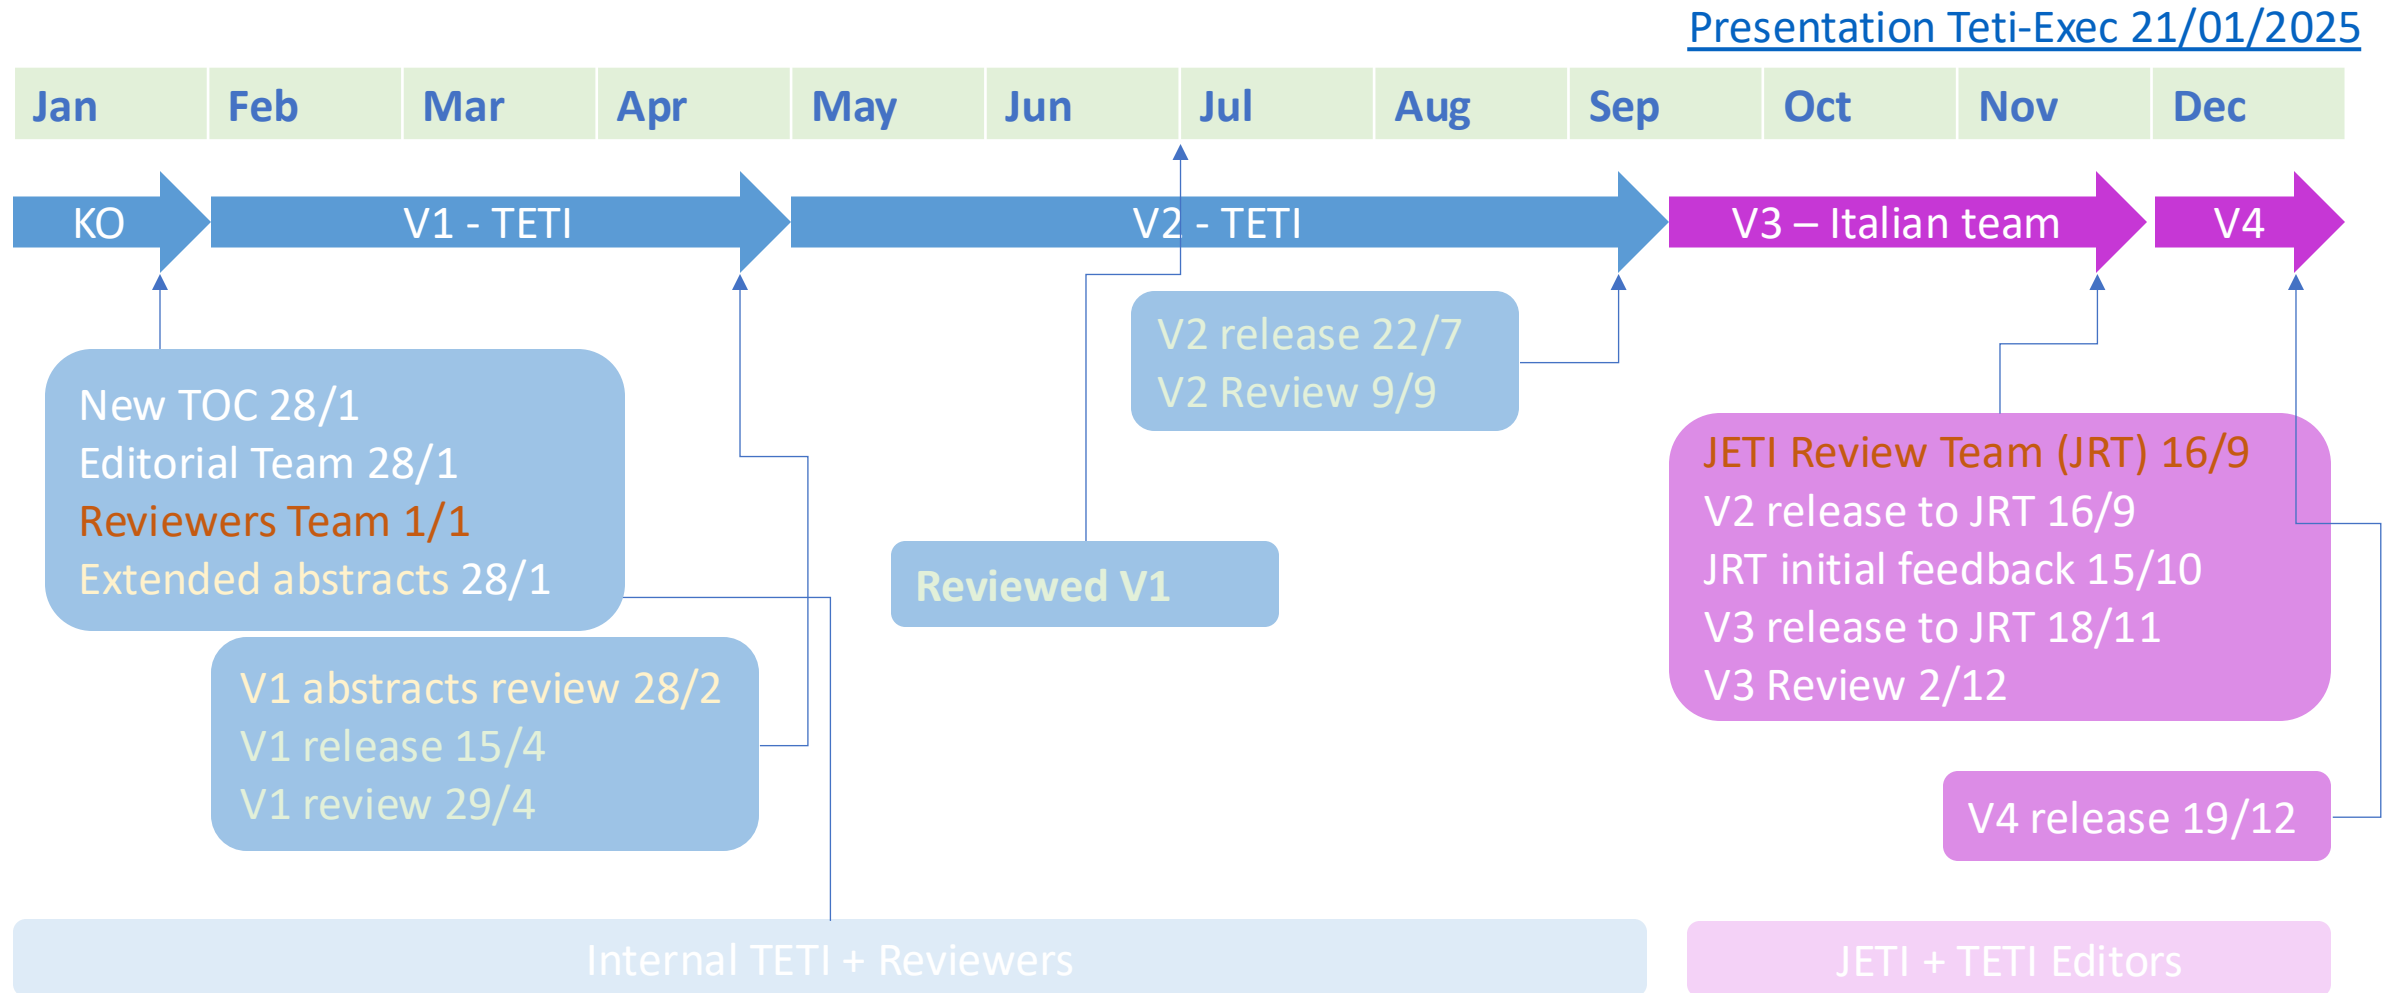 Presentation Teti-Exec 21/01/2025
Jan Feb Mar Apr May Jun Jul Aug Sep Oct Nov Dec
KO V1 - TETI V2 - TETI V3 – Italian team V4
V2 release 22/7
V2 Review 9/9
New TOC 28/1
Editorial Team 28/1
Reviewers Team 1/1
Extended abstracts 28/1
JETI Review Team (JRT) 16/9
V2 release to JRT 16/9
JRT initial feedback 15/10
V3 release to JRT 18/11
V3 Review 2/12
Reviewed V1
V1 abstracts review 28/2
V1 release 15/4
V1 review 29/4
V4 release 19/12
Internal TETI + Reviewers
JETI + TETI Editors